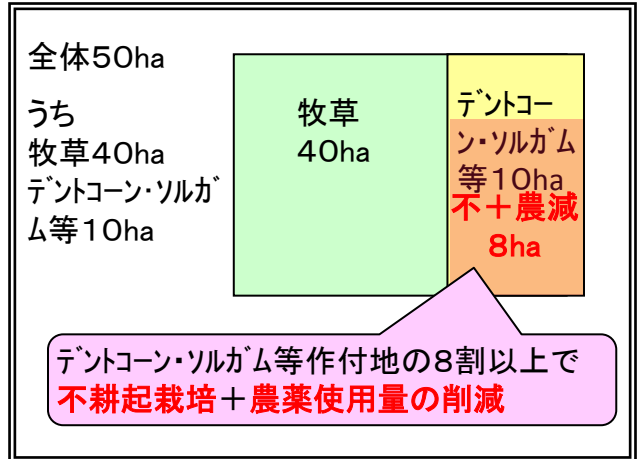 全体50ha
うち
牧草40ha
デントコーン・ソルガ
ム等10ha
牧草
40ha
デントコー
ン・ソルガム
等10ha
不＋農減
8ha
デントコーン・ソルガム等作付地の8割以上で
不耕起栽培＋農薬使用量の削減